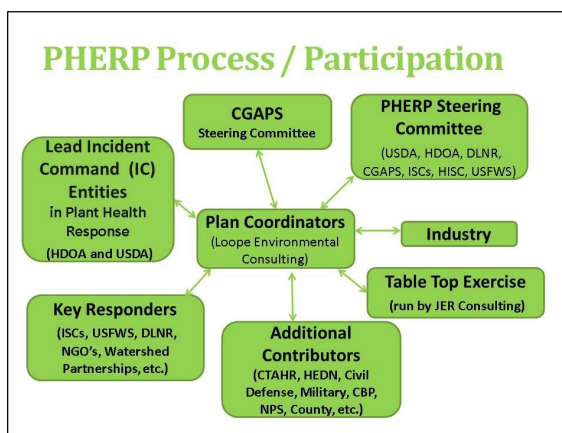 PHERP Process / Participation
CGAPS
Steering Committee
PHERP Steering
Committee
(USDA, HDOA, DLNR,
CGAPS, ISCs, HISC, USFWS)
Lead Incident
Command (IC)
Entities
in Plant Health
Response
(HDOA and USDA)
Plan Coordinators
(Loope Environmental
Consulting)
Industry
Table Top Exercise
(run by JER Consulting)
Key Responders
(ISCs, USFWS, DLNR,
NGO's, Watershed
Partnerships, etc.)
Additional
Contributors
(CTAHR, HEDN, Civil
Defense, Military, CBP,
NPS, County, etc.)